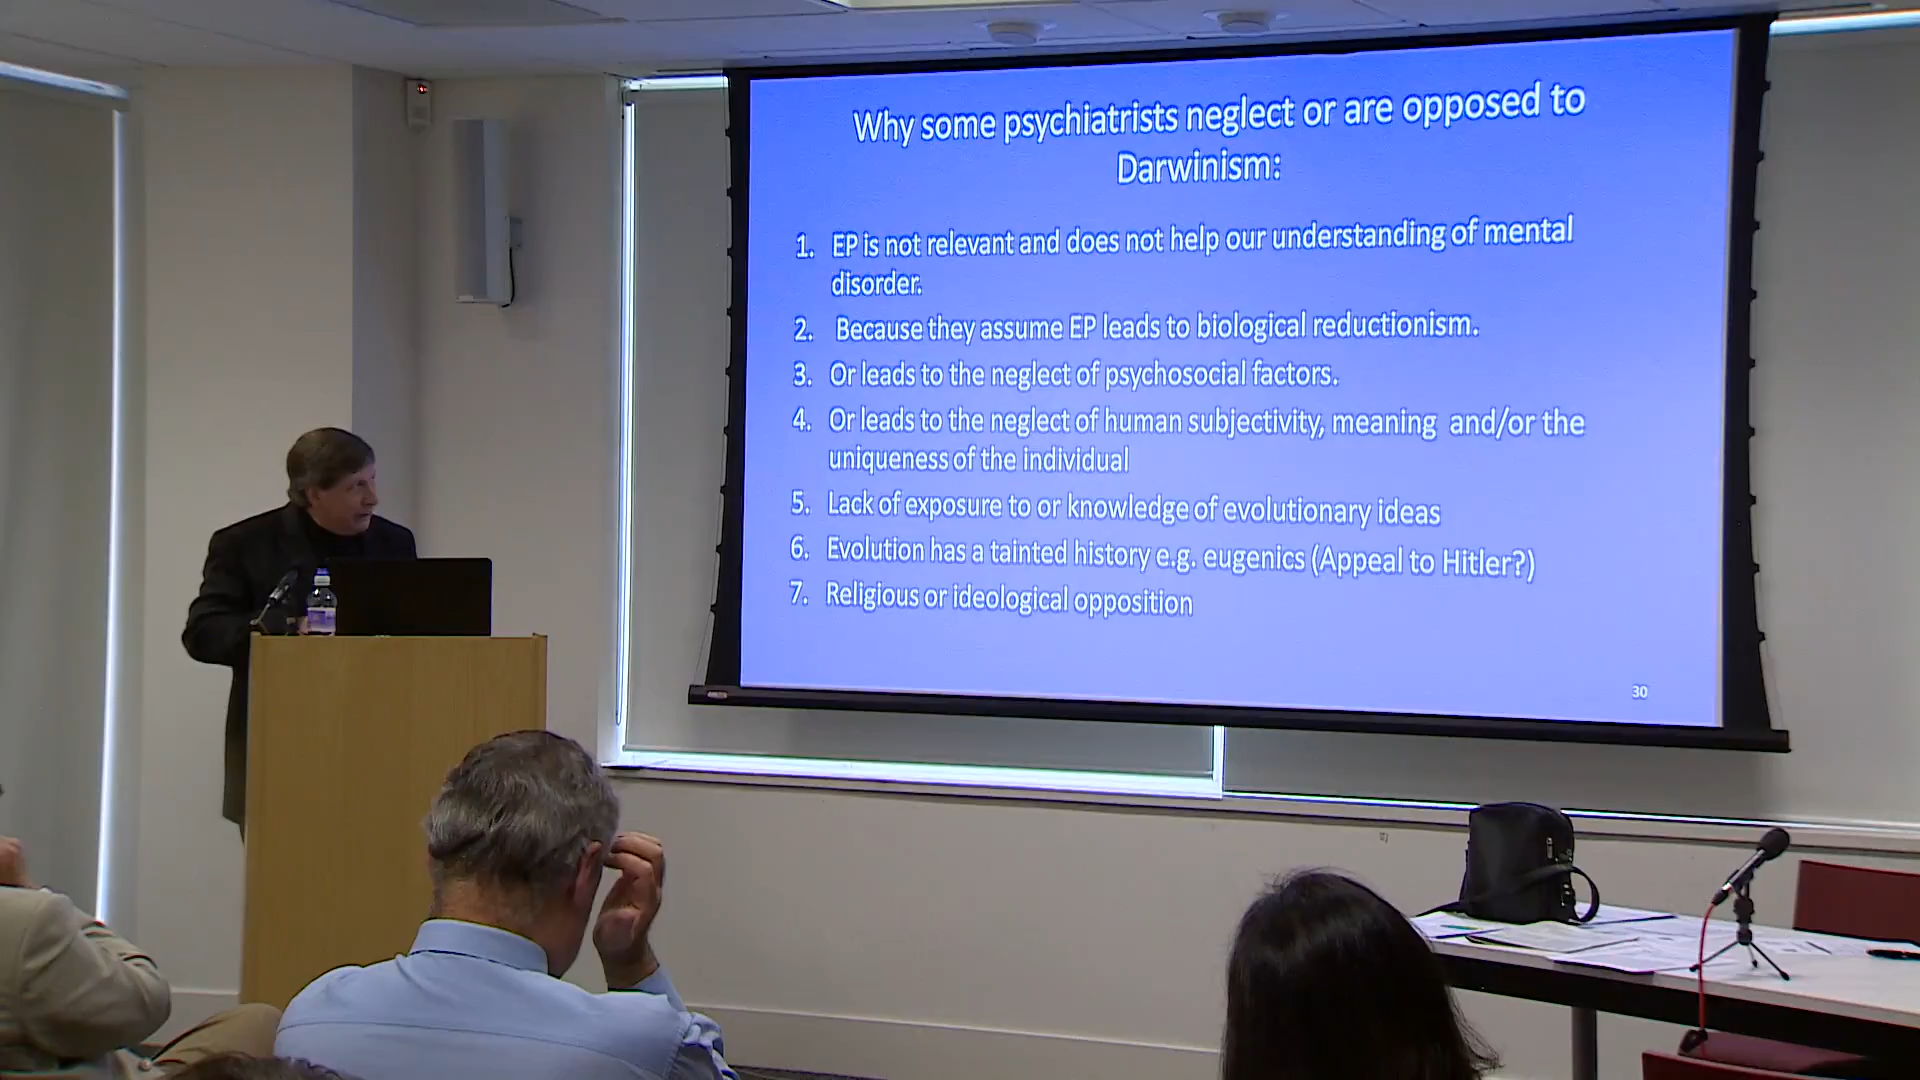 Why some psychiatrists neglect or are opposed to
Darwinism:
1. EP is not relevant and does not help our understanding of mental
disorder.
2. Because they assume EP leads to biological reductionism.
3. Or leads to the neglect of psychosocial factors.
4. Or leads to the neglect of human subjectivity, meaning and/or the
uniqueness of the individual
5. Lack of exposure to or knowledge of evolutionary ideas
6. Evolution has a tainted history e.g. eugenics (Appeal to Hitler?)
7. Religious or ideological opposition
30